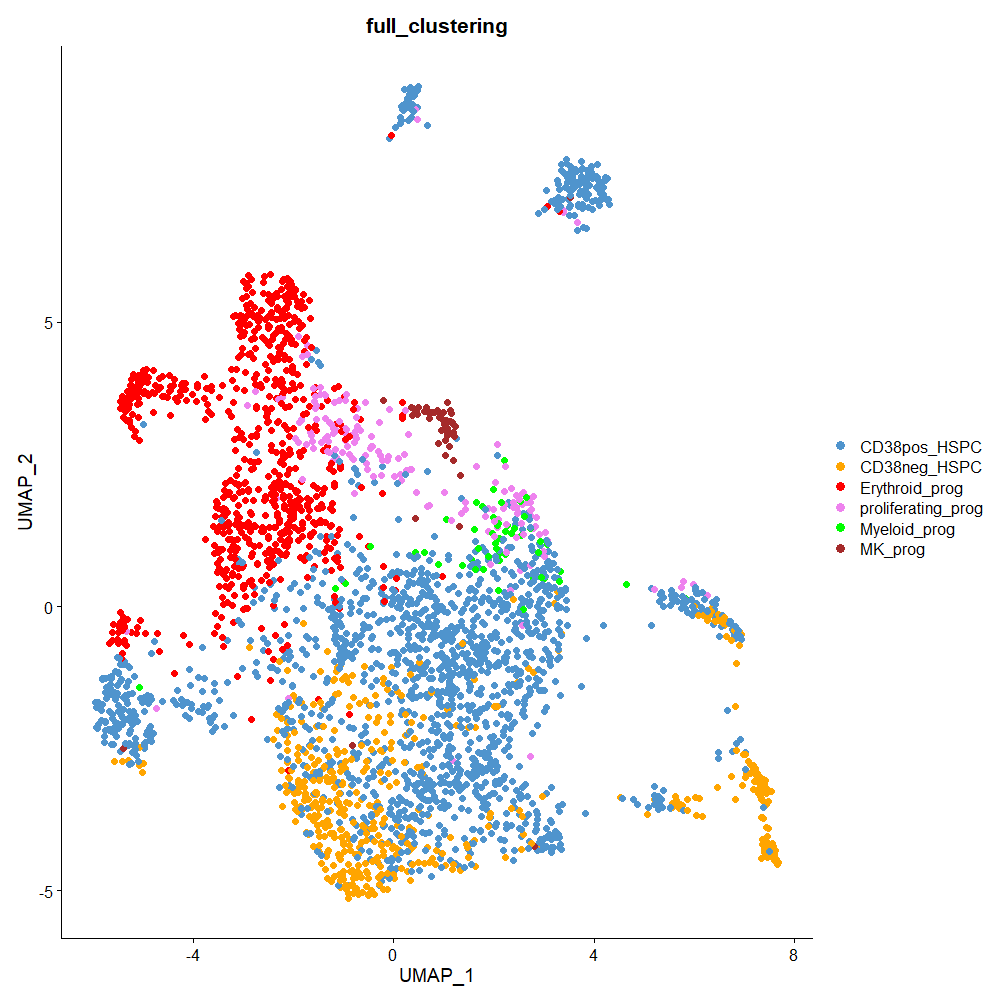 full_clustering
5
0
-5
UMAP_2
-4
0
4
8
UMAP_1
CD38pos_HSPC
CD38neg_HSPC
Erythroid_prog
proliferating_prog
Myeloid_prog
MK_prog